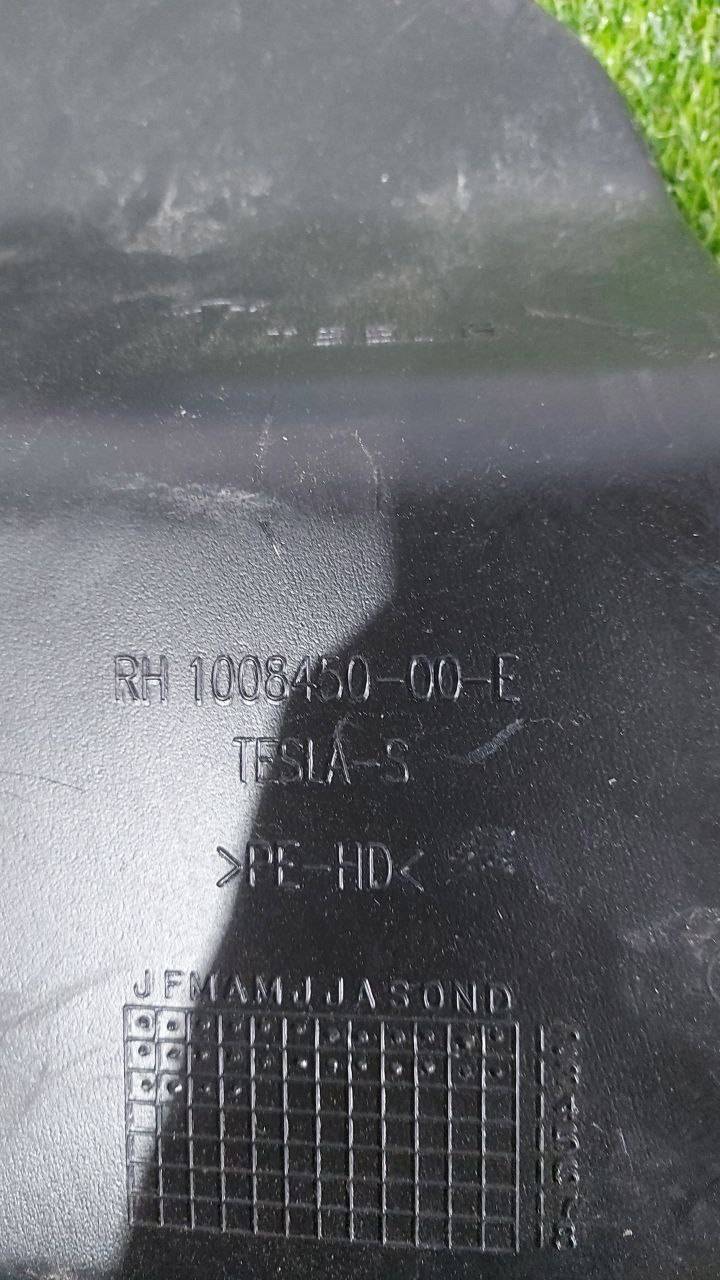 RH 1008450-00-E
TESLA-S
>PE-HD<
JFMAMJJASOND